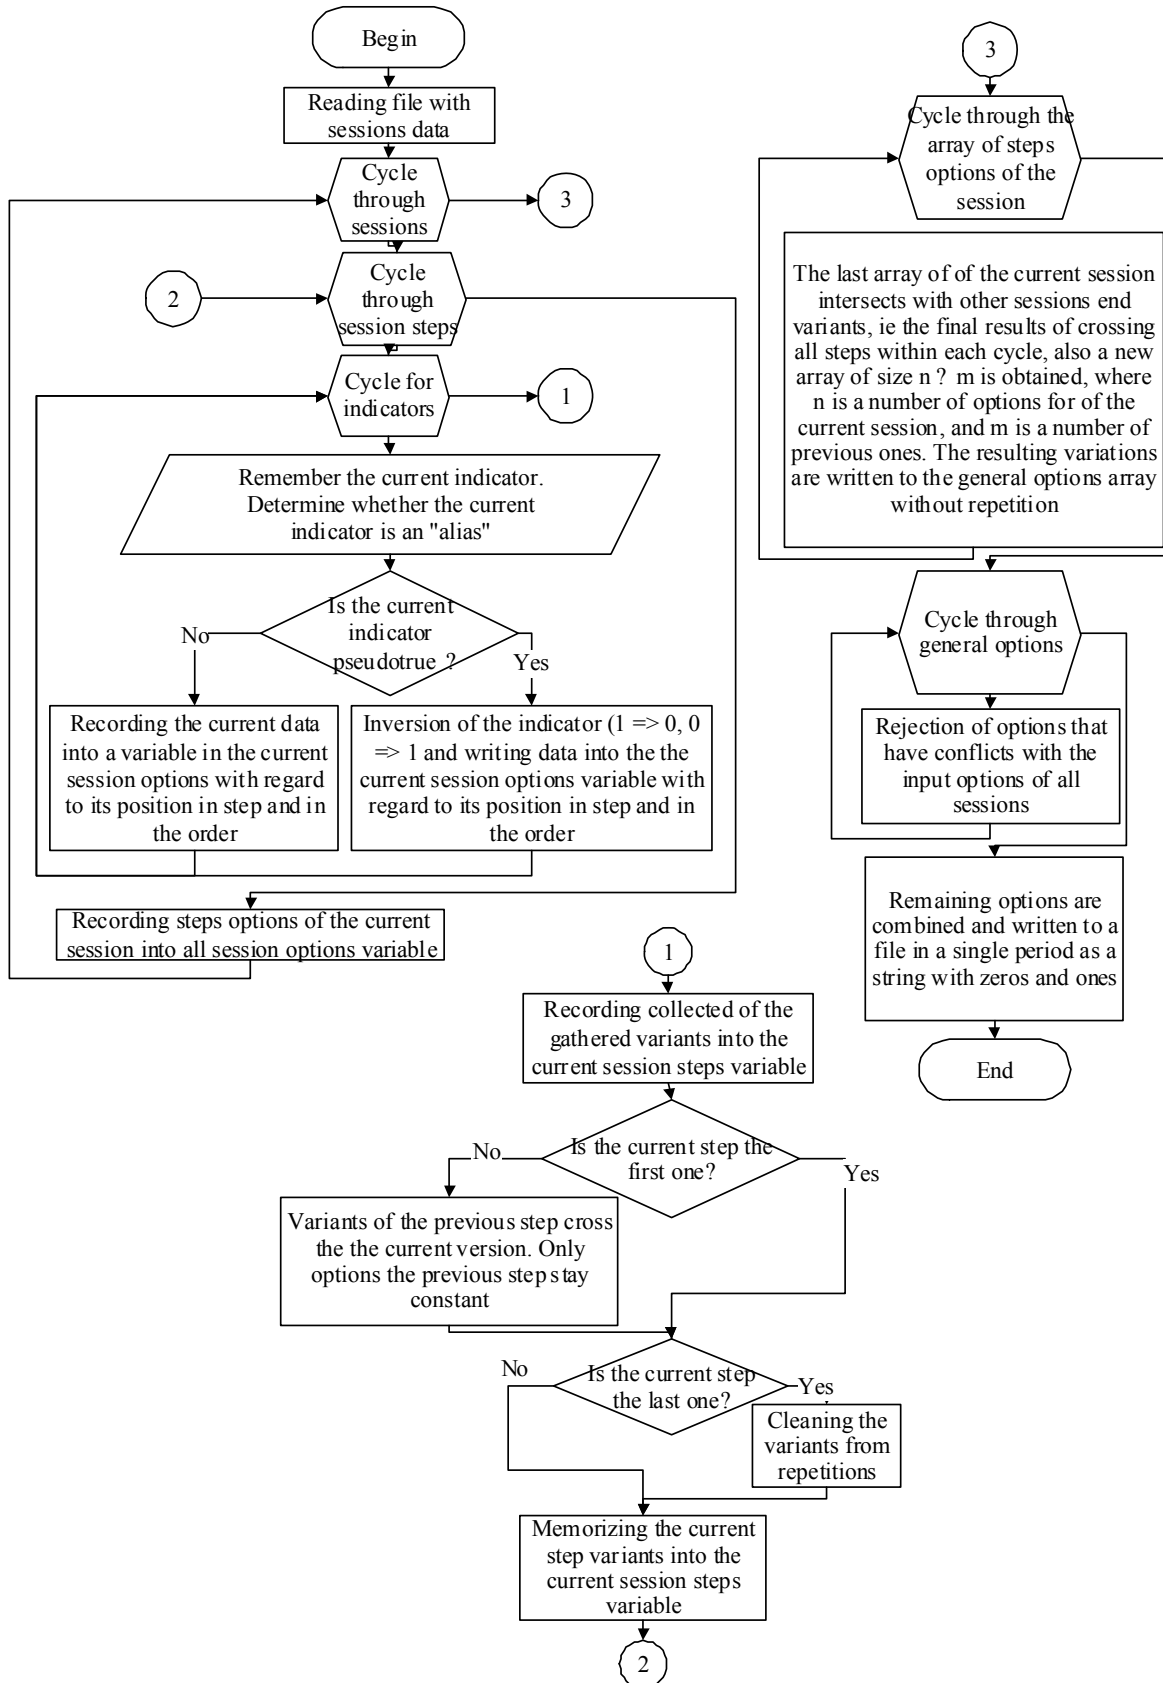 Begin
Reading file with
sessions data
Cycle
through
sessions
3
Cycle
through
session steps
2
Cycle for
indicators
1
Remember the current indicator.
Determine whether the current
indicator is an "alias"
Is the current
indicator
pseudotrue ?
No
Yes
Recording the current data
into a variable in the current
session options with regard
to its position in step and in
the order
Inversion of the indicator (1 => 0, 0
=> 1 and writing data into the the
current session options variable with
regard to its position in step and in
the order
Recording steps options of the current
session into all session options variable
1
Recording collected of the
gathered variants into the
current session steps variable
Is the current step the
first one?
No
Yes
Variants of the previous step cross
the the current version. Only
options the previous step stay
constant
Is the current step
the last one?
No
Yes
Cleaning the
variants from
repetitions
Memorizing the current
step variants into the
current session steps
variable
2
3
Cycle through the
array of steps
options of the
session
The last array of of the current session
intersects with other sessions end
variants, ie the final results of crossing
all steps within each cycle, also a new
array of size n ? m is obtained, where
n is a number of options for of the
current session, and m is a number of
previous ones. The resulting variations
are written to the general options array
without repetition
Cycle through
general options
Rejection of options that
have conflicts with the
input options of all
sessions
Remaining options are
combined and written to a
file in a single period as a
string with zeros and ones
End